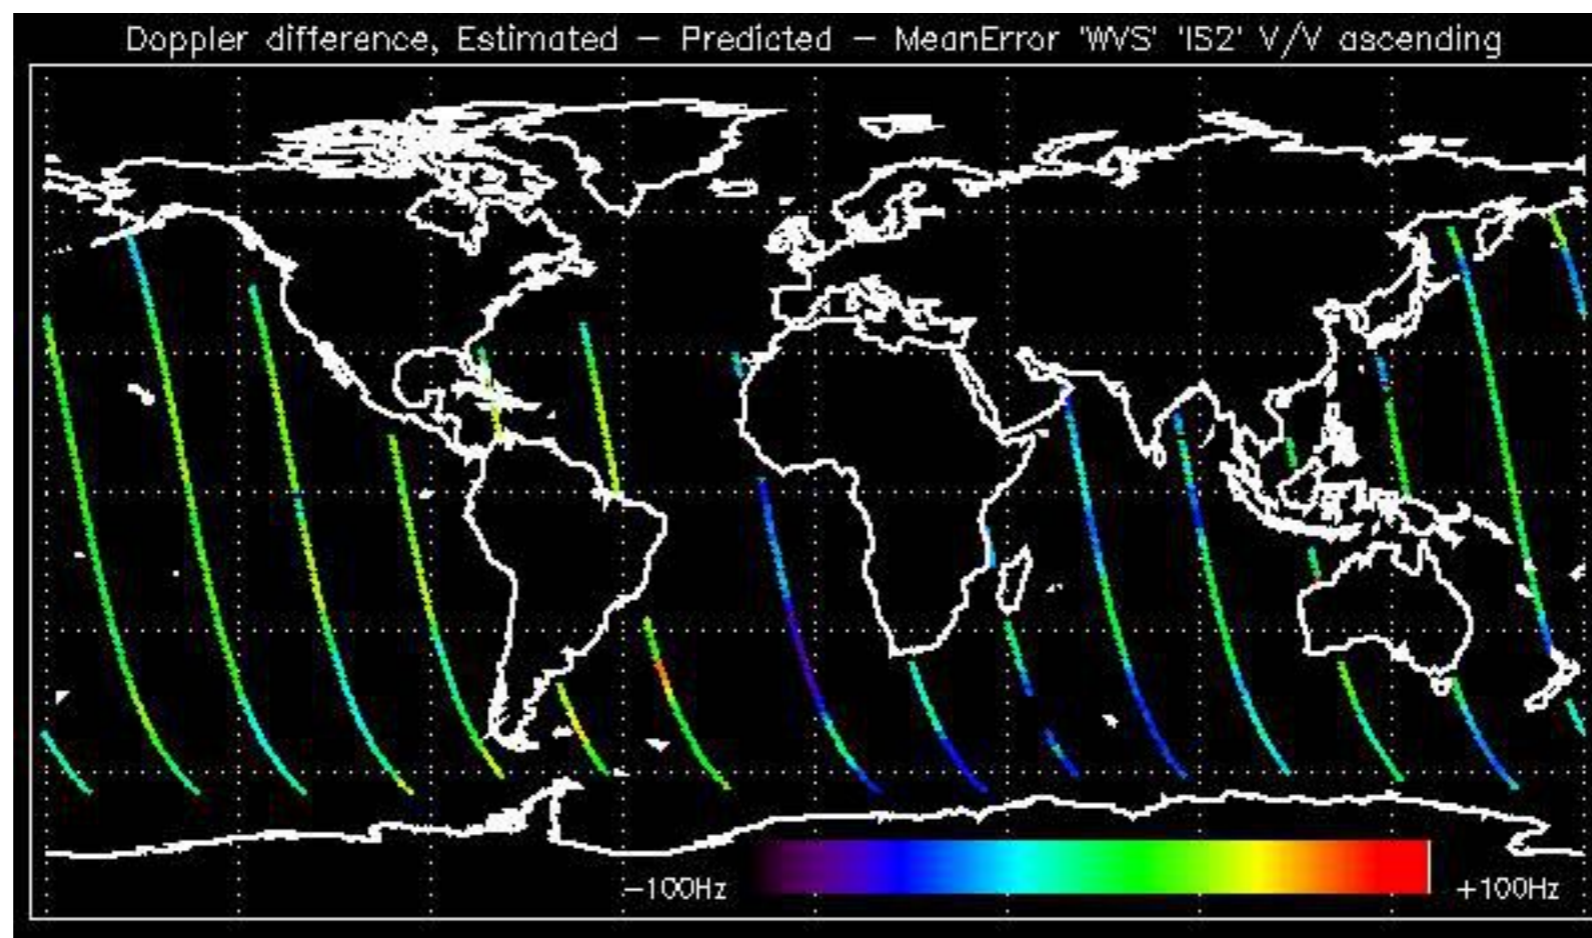 Doppler difference, Estimated – Predicted – MeanError 'WVS' 'IS2' V/V ascending
−100Hz
+100Hz